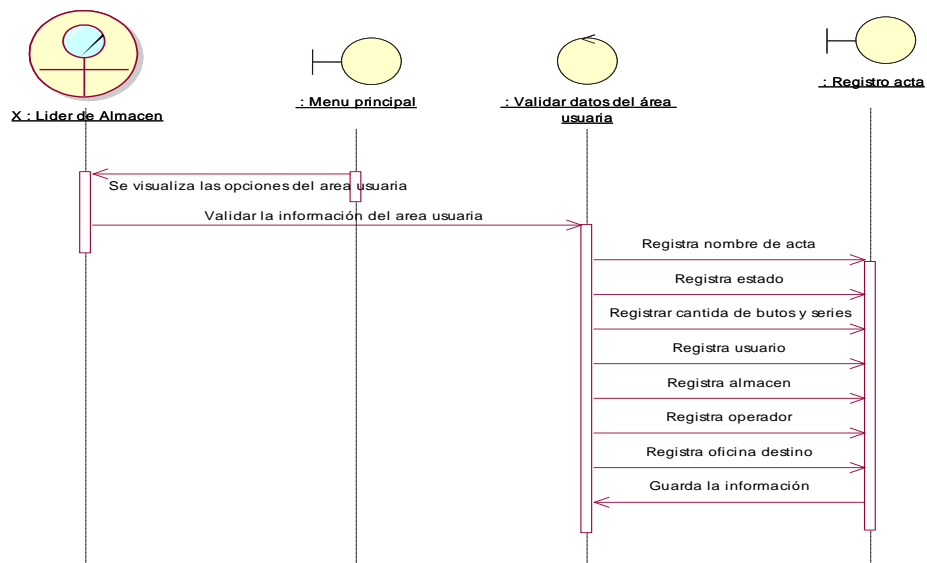 : Registro acta
: Menu principal
: Validar datos del área
usuaria
X : Lider de Almacen
Se visualiza las opciones del area usuaria
Validar la información del area usuaria
Registra nombre de acta
Registra estado
Registrar cantida de butos y series
Registra usuario
Registra almacen
Registra operador
Registra oficina destino
Guarda la información